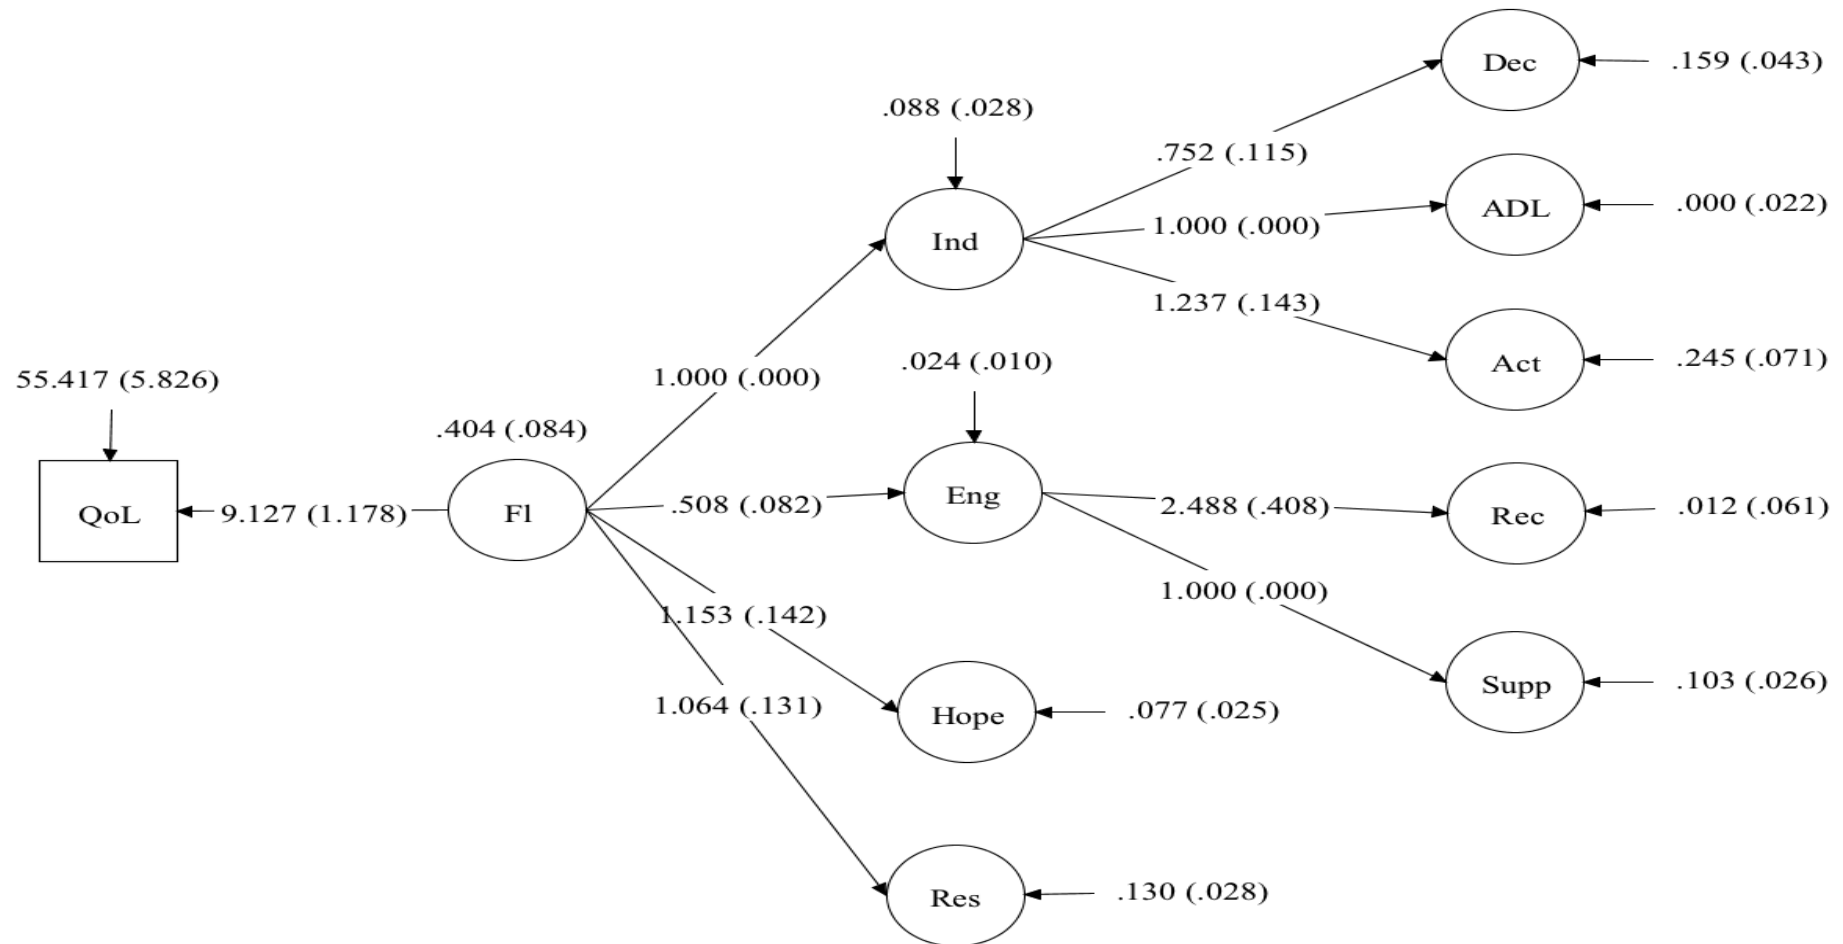 Dec
.159 (.043)
.088 (.028)
.752 (.115)
ADL
.000 (.022)
Ind
1.000 (.000)
1.237 (.143)
Act
.245 (.071)
55.417 (5.826)
1.000 (.000)
.024 (.010)
.404 (.084)
QoL
9.127 (1.178)
Fl
.508 (.082)
Eng
2.488 (.408)
Rec
.012 (.061)
1.000 (.000)
1.153 (.142)
Supp
.103 (.026)
1.064 (.131)
Hope
.077 (.025)
Res
.130 (.028)